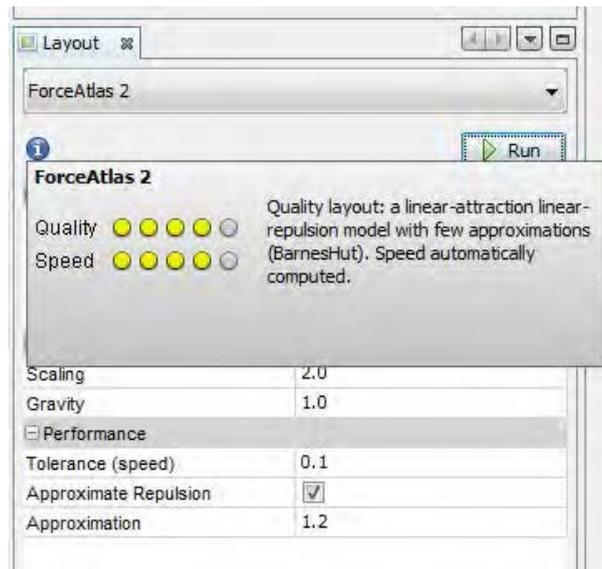 Layout
ForceAtlas 2
Run
ForceAtlas 2
Quality
Speed
Quality layout: a linear-attraction linear-
repulsion model with few approximations
(BarnesHut). Speed automatically
computed.
Scaling 2.0
Gravity 1.0
Performance
Tolerance (speed) 0.1
Approximate Repulsion
Approximation 1.2